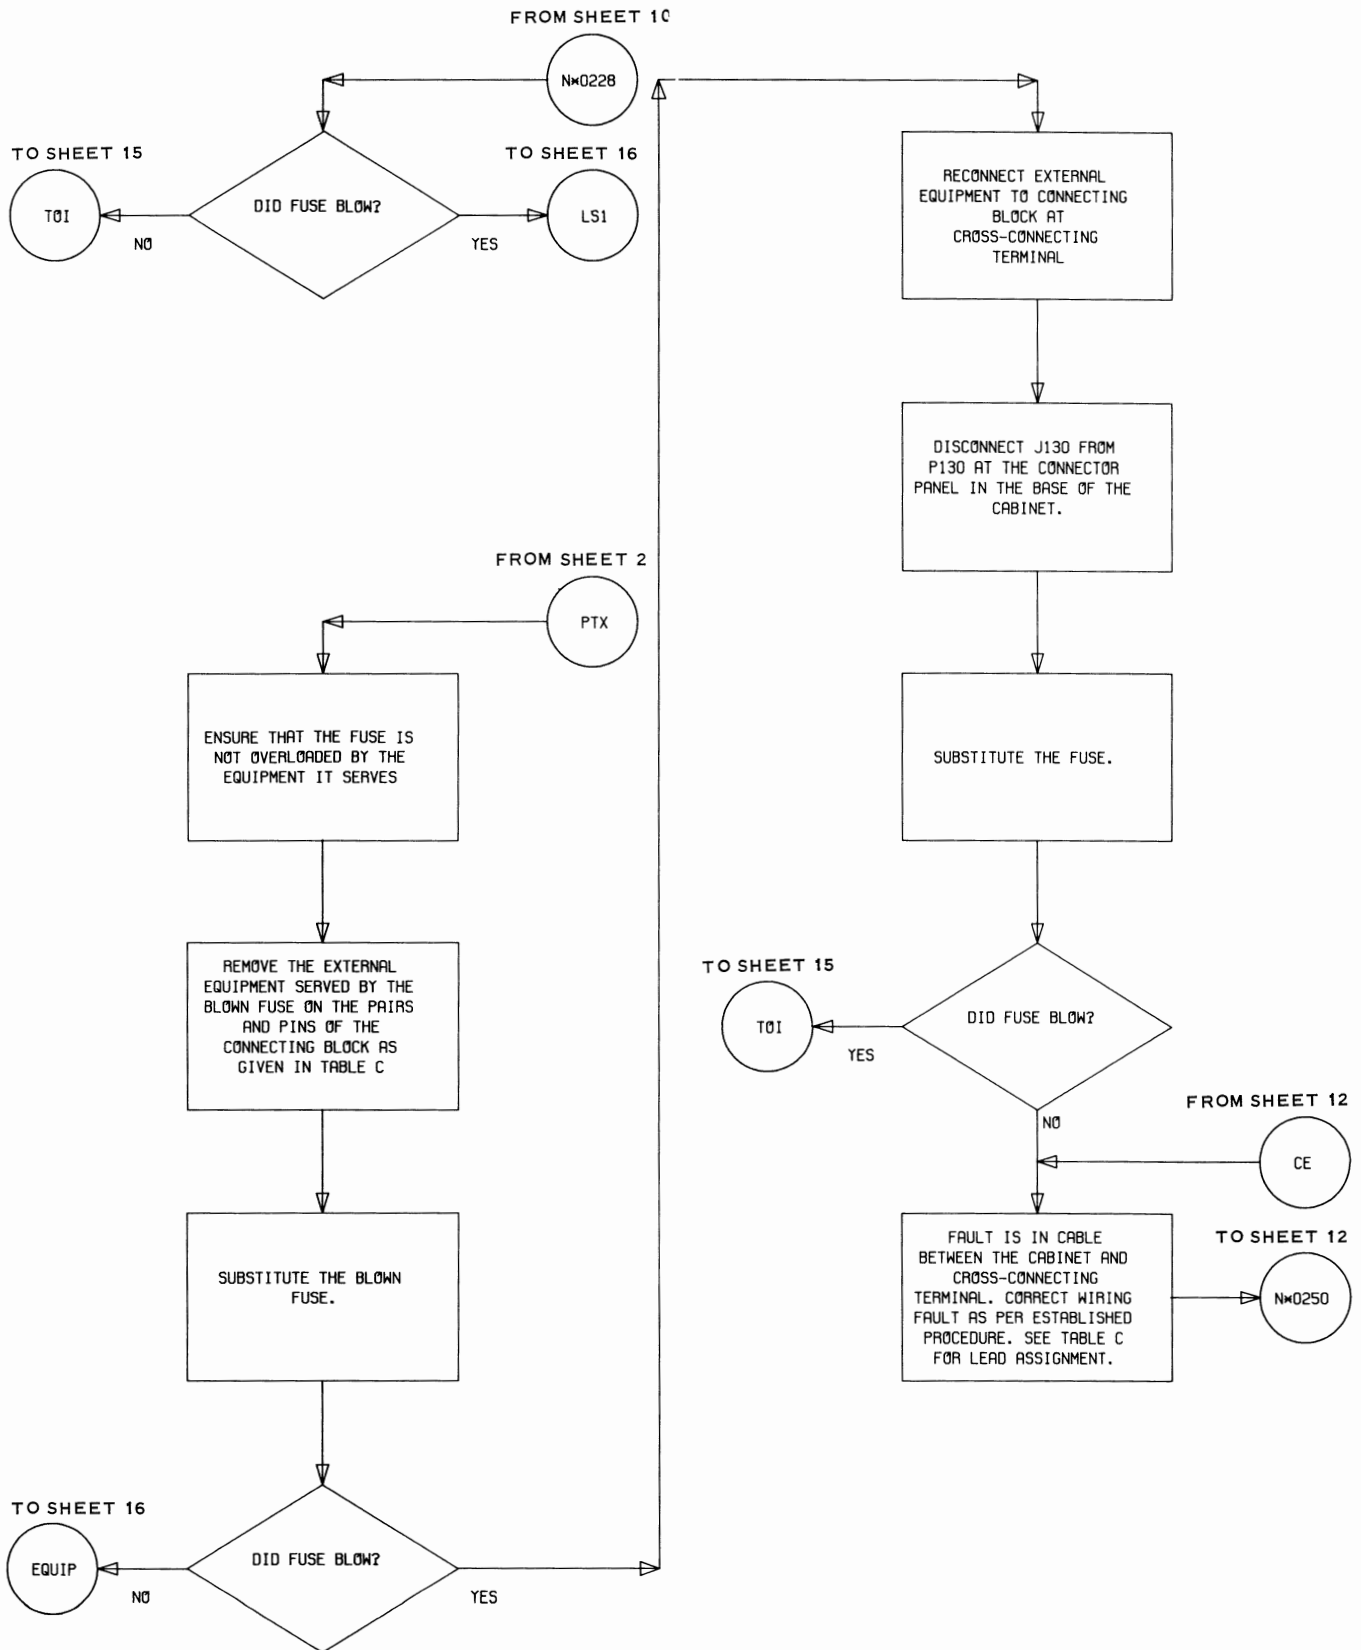 FROM SHEET 10
N*0228
TO SHEET 15
TOI
NO
DID FUSE BLOW?
YES
TO SHEET 16
LS1
FROM SHEET 2
PTX
ENSURE THAT THE FUSE IS
NOT OVERLOADED BY THE
EQUIPMENT IT SERVES
REMOVE THE EXTERNAL
EQUIPMENT SERVED BY THE
BLOWN FUSE ON THE PAIRS
AND PINS OF THE
CONNECTING BLOCK AS
GIVEN IN TABLE C
SUBSTITUTE THE BLOWN
FUSE.
TO SHEET 16
EQUIP
NO
DID FUSE BLOW?
YES
RECONNECT EXTERNAL
EQUIPMENT TO CONNECTING
BLOCK AT
CROSS-CONNECTING
TERMINAL
DISCONNECT J130 FROM
P130 AT THE CONNECTOR
PANEL IN THE BASE OF THE
CABINET.
SUBSTITUTE THE FUSE.
TO SHEET 15
TOI
YES
DID FUSE BLOW?
NO
FROM SHEET 12
CE
FAULT IS IN CABLE
BETWEEN THE CABINET AND
CROSS-CONNECTING
TERMINAL. CORRECT WIRING
FAULT AS PER ESTABLISHED
PROCEDURE. SEE TABLE C
FOR LEAD ASSIGNMENT.
TO SHEET 12
N*0250